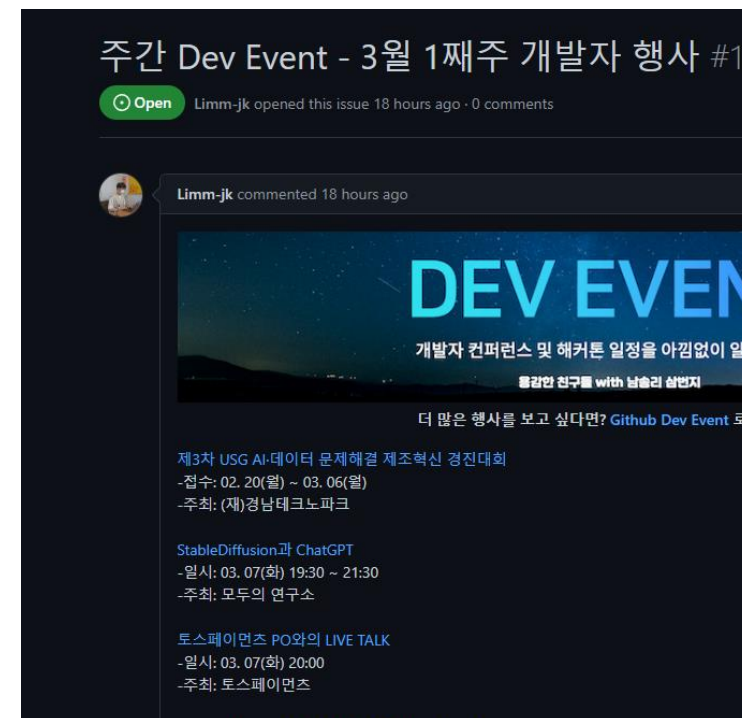 주간 Dev Event - 3월 1째주 개발자 행사 #1
Open Limm-jk opened this issue 18 hours ago · 0 comments
Limm-jk commented 18 hours ago
DEV EVEN
개발자 컨퍼런스 및 해커톤 일정을 아낌없이 알
용감한 친구들 with 남송리 삼번지
더 많은 행사를 보고 싶다면? Github Dev Event 로
제3차 USG AI·데이터 문제해결 제조혁신 경진대회
-접수: 02. 20(월) ~ 03. 06(월)
-주최: (재)경남테크노파크
StableDiffusion과 ChatGPT
-일시: 03. 07(화) 19:30 ~ 21:30
-주최: 모두의 연구소
토스페이먼츠 PO와의 LIVE TALK
-일시: 03. 07(화) 20:00
-주최: 토스페이먼츠